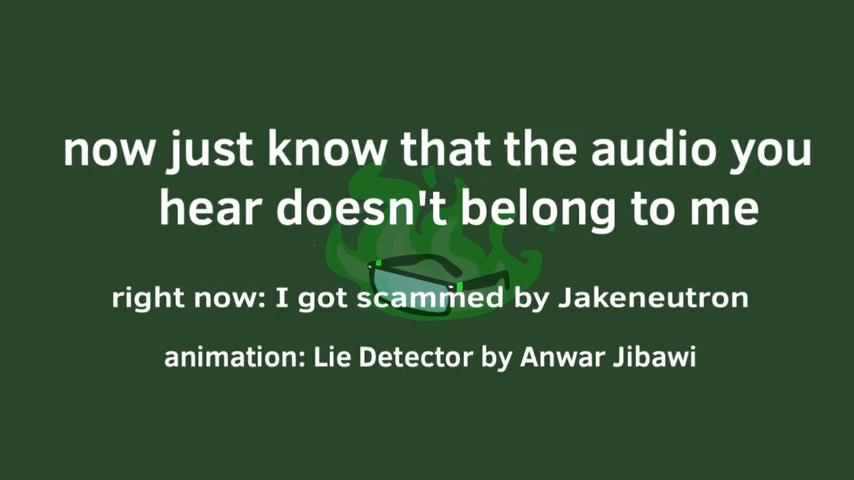 now just know that the audio you
hear doesn't belong to me
right now: I got scammed by Jakeneutron
animation: Lie Detector by Anwar Jibawi